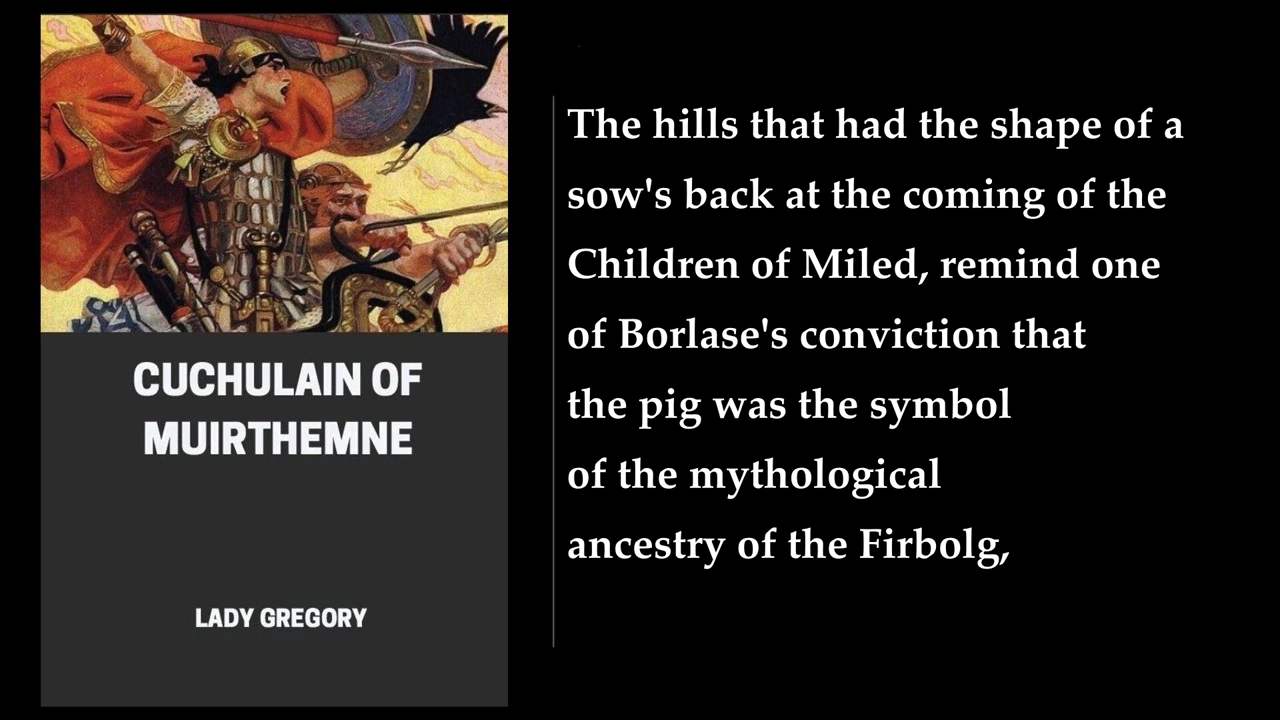 CUCHULAIN OF
MUIRTHEMNE
LADY GREGORY
The hills that had the shape of a
sow's back at the coming of the
Children of Miled, remind one
of Borlase's conviction that
the pig was the symbol
of the mythological
ancestry of the Firbolg,